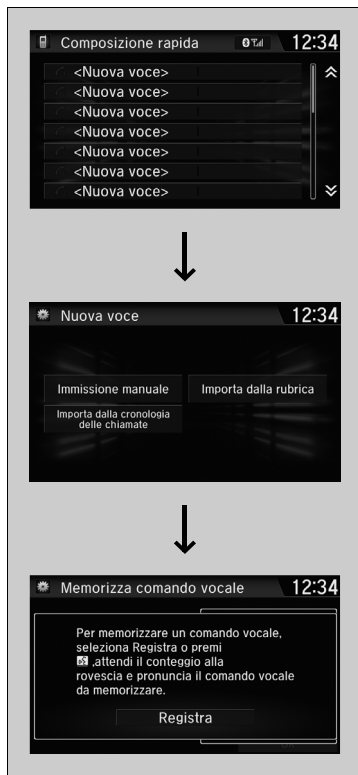 Composizione rapida 12:34
<Nuova voce>
<Nuova voce>
<Nuova voce>
<Nuova voce>
<Nuova voce>
<Nuova voce>
<Nuova voce>
Nuova voce 12:34
Immissione manuale Importa dalla rubrica
Importa dalla cronologia
delle chiamate
Memorizza comando vocale 12:34
Per memorizzare un comando vocale,
seleziona Registra o premi
,attendi il conteggio alla
rovescia e pronuncia il comando vocale
da memorizzare.
Registra